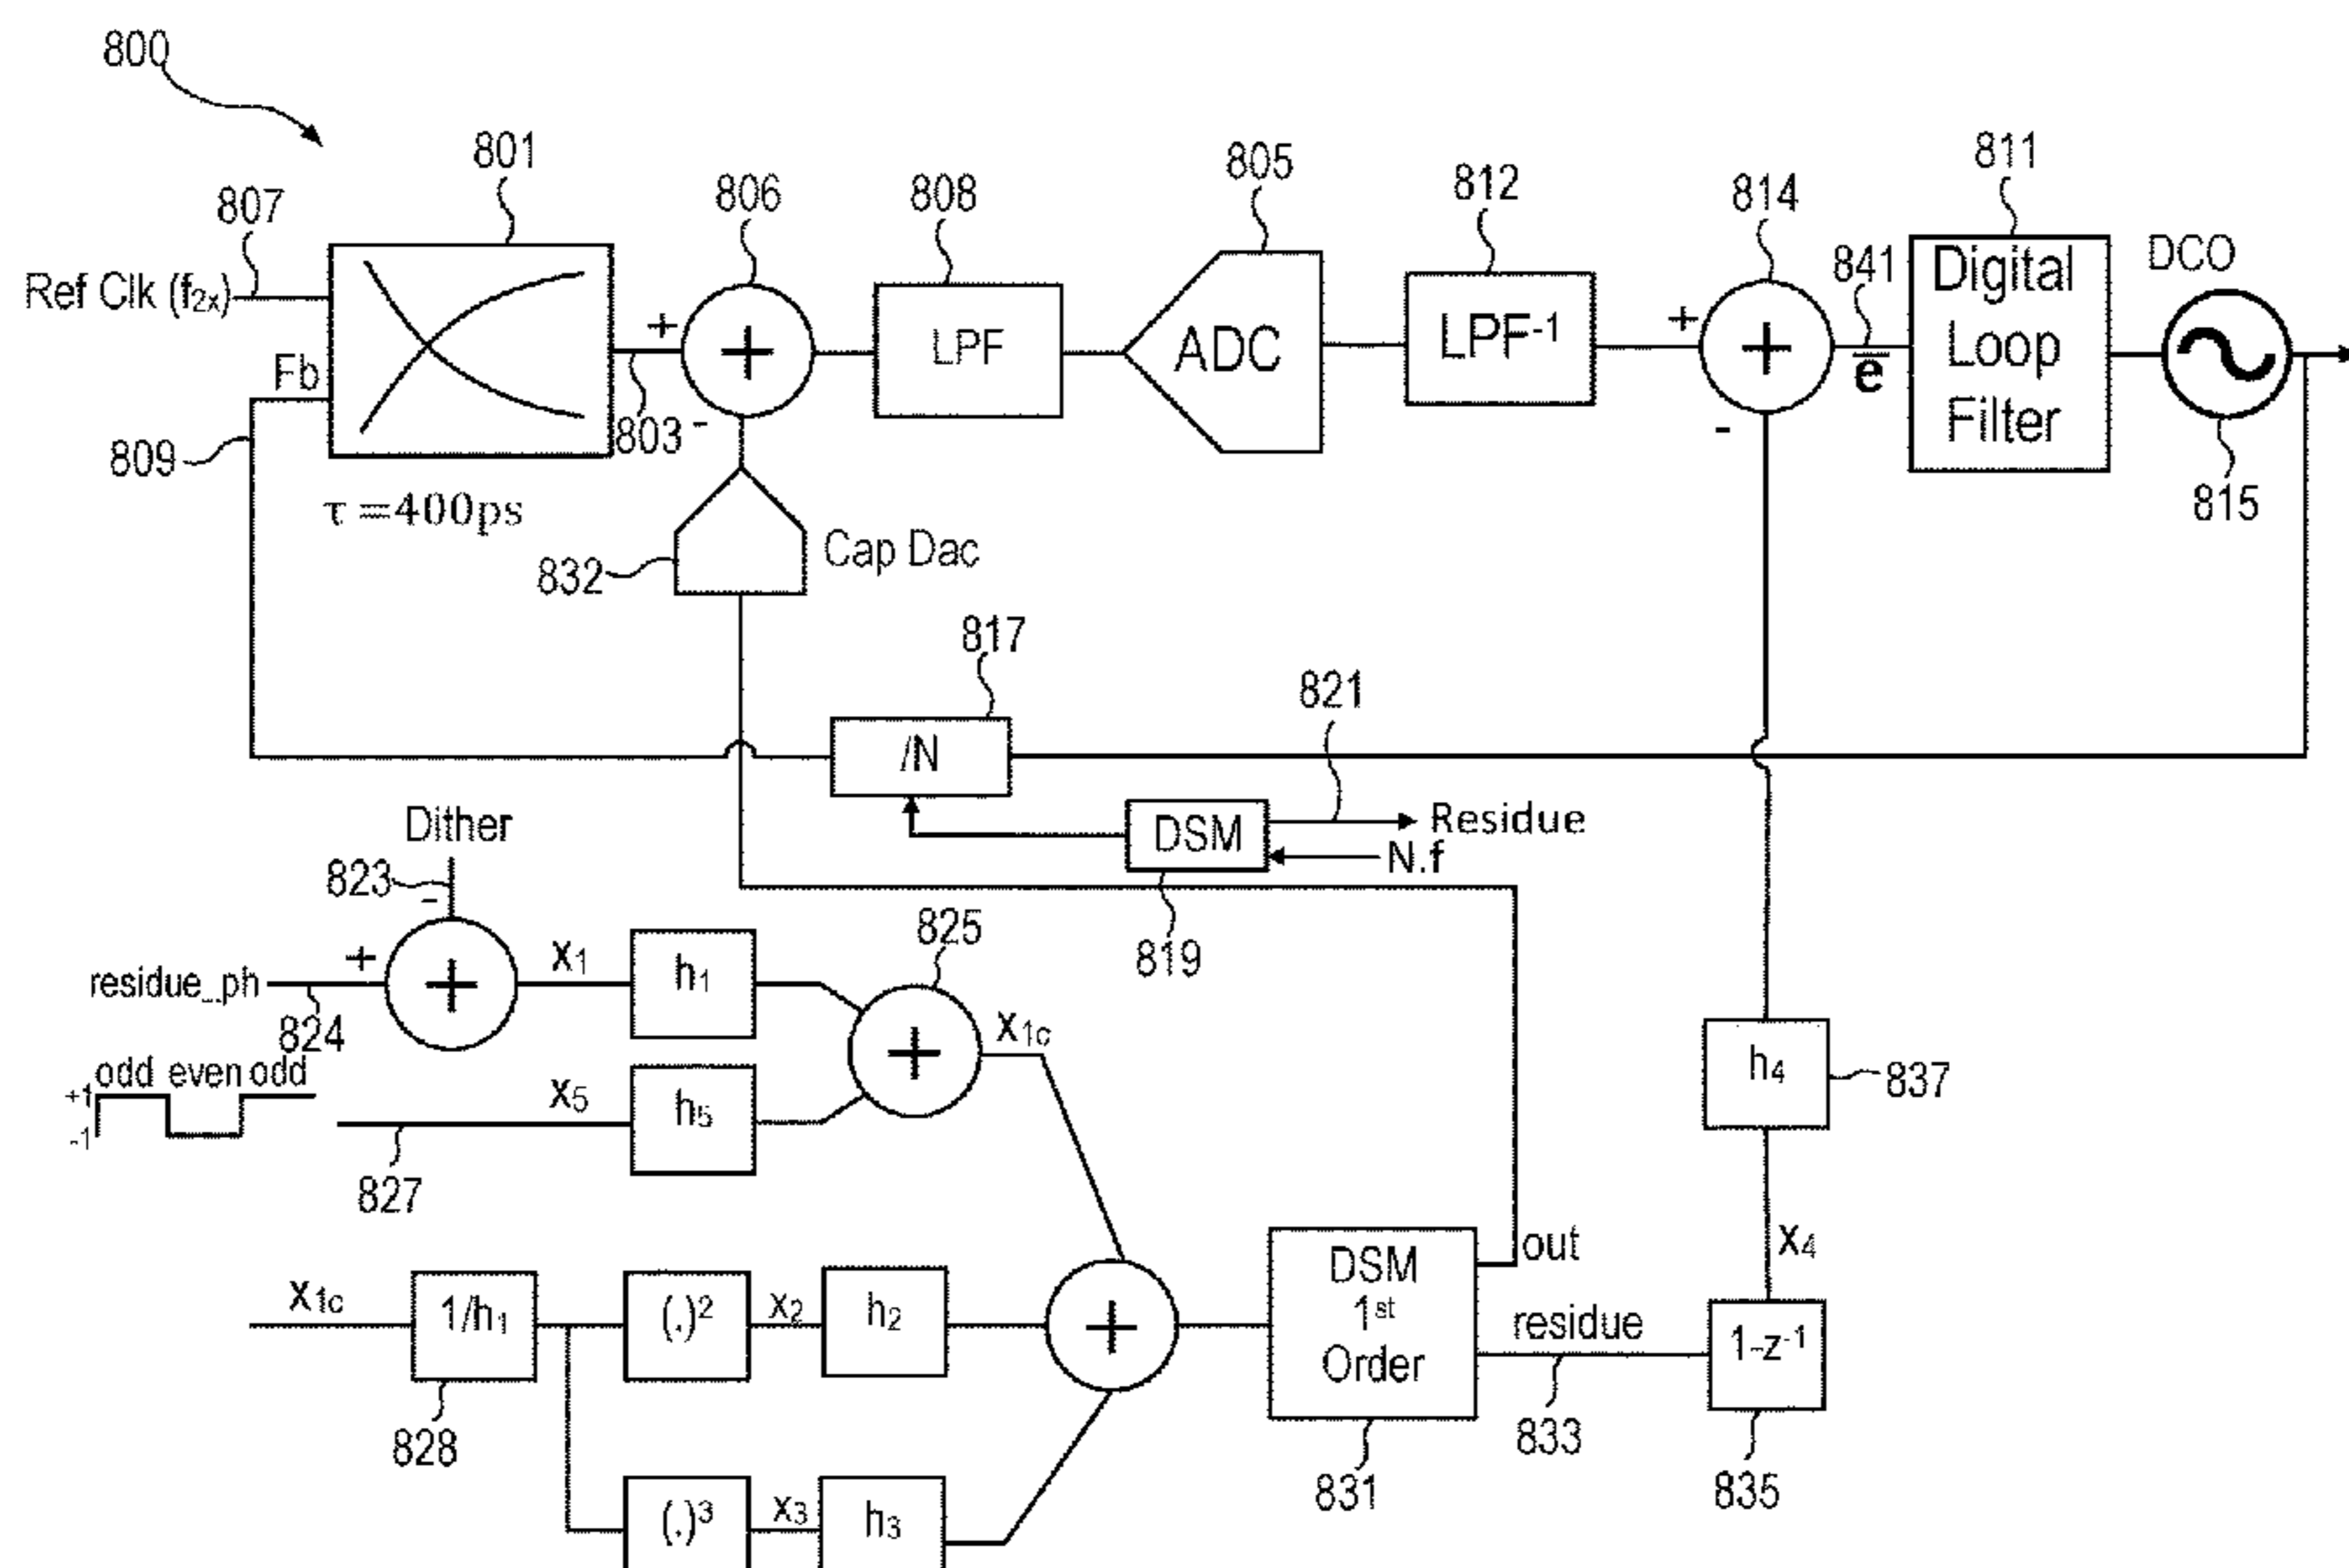 800
801
807
Ref Clk (f2x)
Fb
809
τ = 400ps
803
+
-
806
+
832
Cap Dac
808
LPF
805
ADC
812
LPF-1
814
+
+
-
841
e
811
Digital
Loop
Filter
DCO
815
817
/N
821
Residue
DSM
N.f
819
Dither
823
-
residue_ph
+
824
+
x1
h1
825
+
x1c
odd even odd
+1
-1
827
x5
h5
x1c
1/h1
828
(.)2
x2
h2
(.)3
x3
h3
+
DSM
1st
Order
831
out
residue
833
1-z-1
835
x4
h4
837